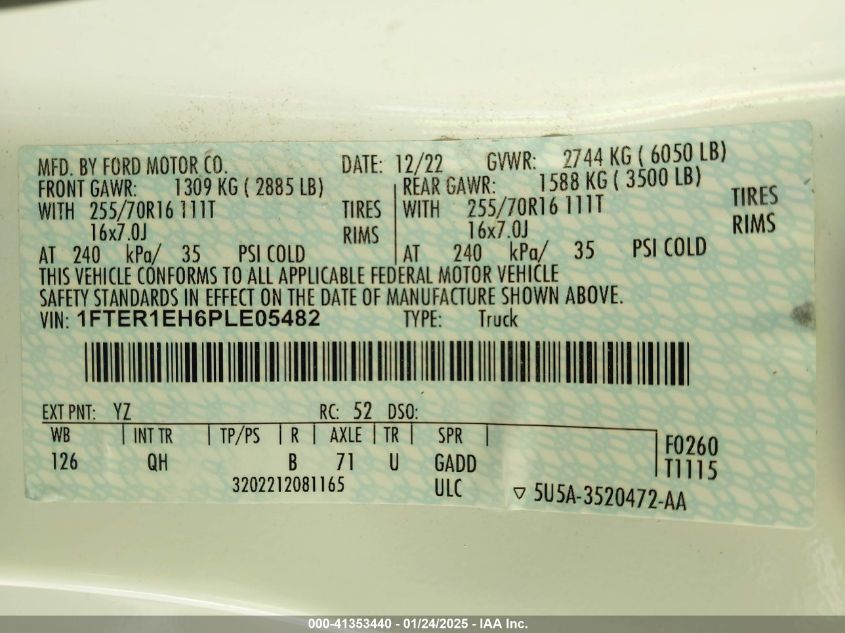 MFD. BY FORD MOTOR CO. DATE: 12/22 GVWR: 2744 KG ( 6050 LB)
FRONT GAWR: 1309 KG ( 2885 LB) REAR GAWR: 1588 KG ( 3500 LB)
WITH 255/70R16 111T TIRES WITH 255/70R16 111T TIRES
16x7.0J RIMS 16x7.0J RIMS
AT 240 kPa/ 35 PSI COLD AT 240 kPa/ 35 PSI COLD
THIS VEHICLE CONFORMS TO ALL APPLICABLE FEDERAL MOTOR VEHICLE
SAFETY STANDARDS IN EFFECT ON THE DATE OF MANUFACTURE SHOWN ABOVE.
VIN: 1FTER1EH6PLE05482 TYPE: Truck
EXT PNT: YZ RC: 52 DSO:
WB INT TR TP/PS R AXLE TR SPR F0260
126 QH B 71 U GADD T1115
3202212081165 ULC ▽ 5U5A-3520472-AA
000-41353440 - 01/24/2025 - IAA Inc.